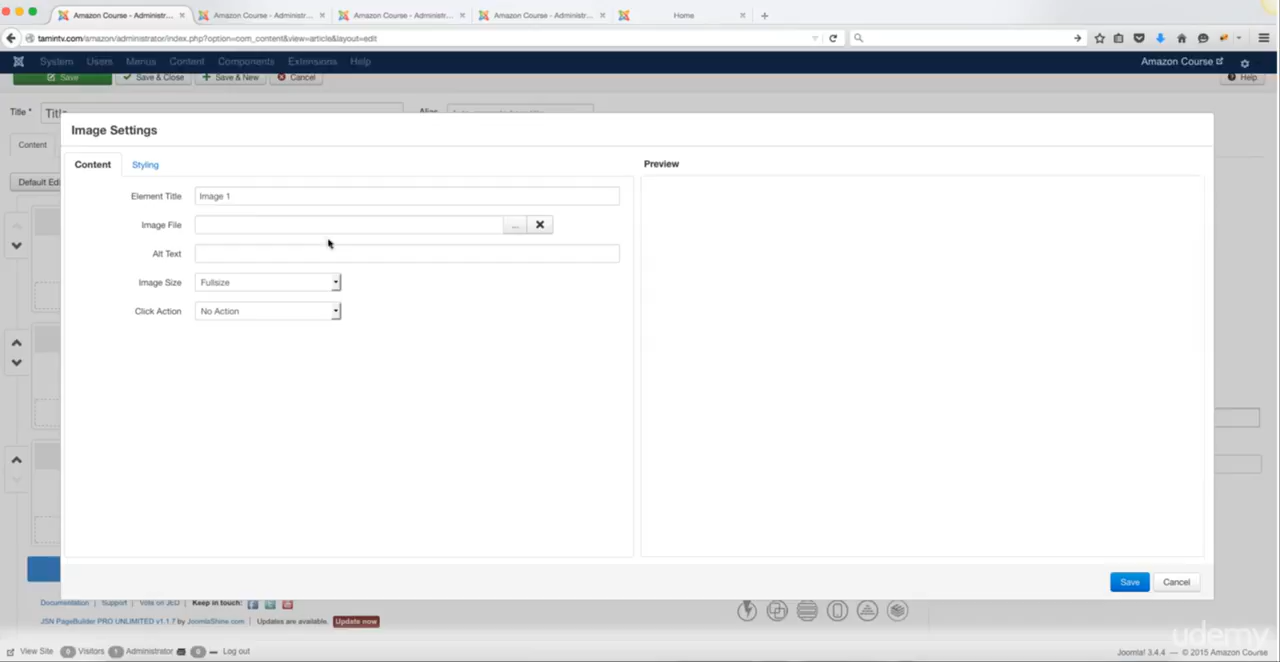 Amazon Course - Administr... Amazon Course - Administr... Amazon Course - Administr... Amazon Course - Administr... Home
tamintv.com/amazon/administrator/index.php?option=com_content&view=article&layout=edit
System Users Menus Content Components Extensions Help Amazon Course
Save Save & Close Save & New Cancel Help
Title * Title Alias
Image Settings
Content
Content Styling Preview
Default Edi
Element Title Image 1
Image File ...
Alt Text
Image Size Fullsize
Click Action No Action
Save Cancel
Documentation | Support | Vote on JED | Keep in touch:
JSN PageBuilder PRO UNLIMITED v1.1.7 by JoomlaShine.com | Updates are available. Update now
udemy
View Site 0 Visitors 1 Administrator 0 Log out Joomla! 3.4.4 — © 2015 Amazon Course